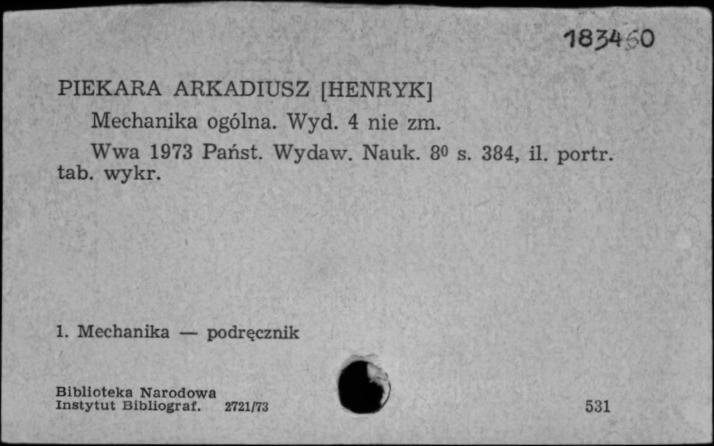 183460
PIEKARA ARKADIUSZ [HENRYK]
Mechanika ogólna. Wyd. 4 nie zm.
Wwa 1973 Państ. Wydaw. Nauk. 8⁰ s. 384, il. portr.
tab. wykr.
1. Mechanika — podręcznik
Biblioteka Narodowa
Instytut Bibliograf. 2721/73
531